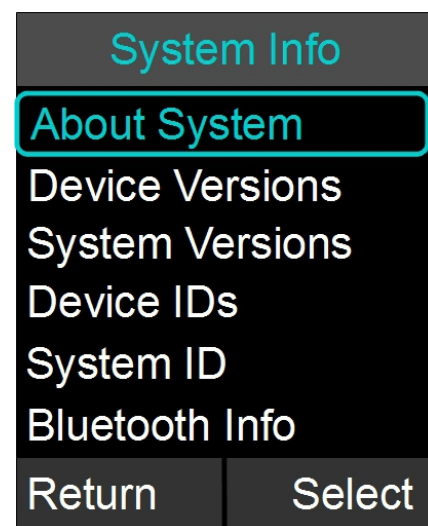 System Info
About System
Device Versions
System Versions
Device IDs
System ID
Bluetooth Info
Return Select